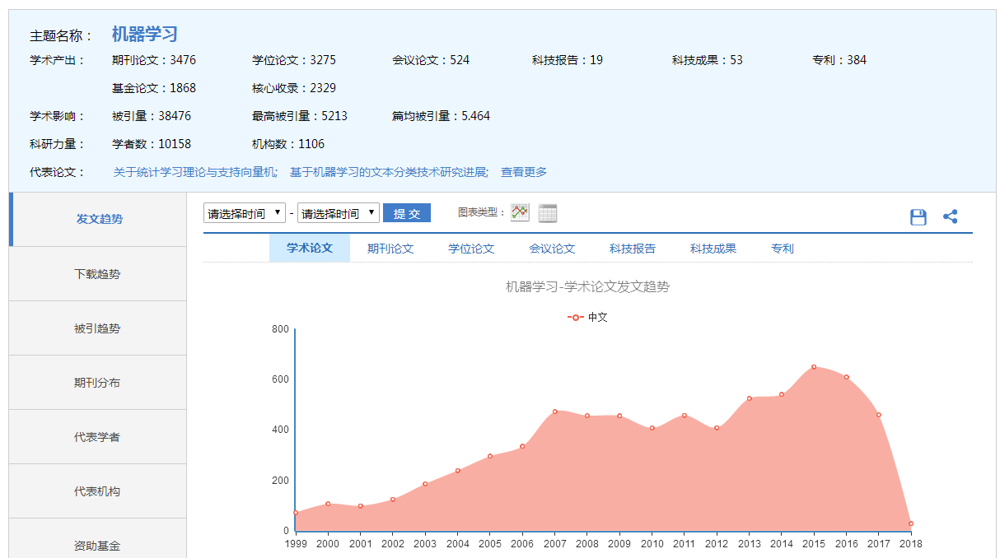 主题名称： 机器学习
学术产出： 期刊论文：3476 学位论文：3275 会议论文：524 科技报告：19 科技成果：53 专利：384
基金论文：1868 核心收录：2329
学术影响： 被引量：38476 最高被引量：5213 篇均被引量：5.464
科研力量： 学者数：10158 机构数：1106
代表论文： 关于统计学习理论与支持向量机; 基于机器学习的文本分类技术研究进展; 查看更多
发文趋势
下载趋势
被引趋势
期刊分布
代表学者
代表机构
资助基金
请选择时间 - 请选择时间 提 交 图表类型：
学术论文 期刊论文 学位论文 会议论文 科技报告 科技成果 专利
机器学习-学术论文发文趋势
中文
800
600
400
200
0
1999 2000 2001 2002 2003 2004 2005 2006 2007 2008 2009 2010 2011 2012 2013 2014 2015 2016 2017 2018